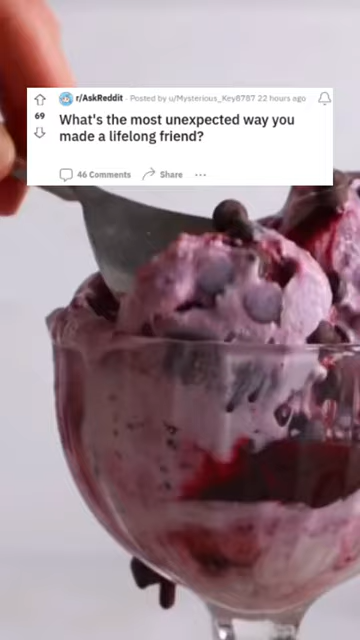 r/AskReddit · Posted by u/Mysterious_Key8787 22 hours ago
69
What's the most unexpected way you
made a lifelong friend?
46 Comments Share ...